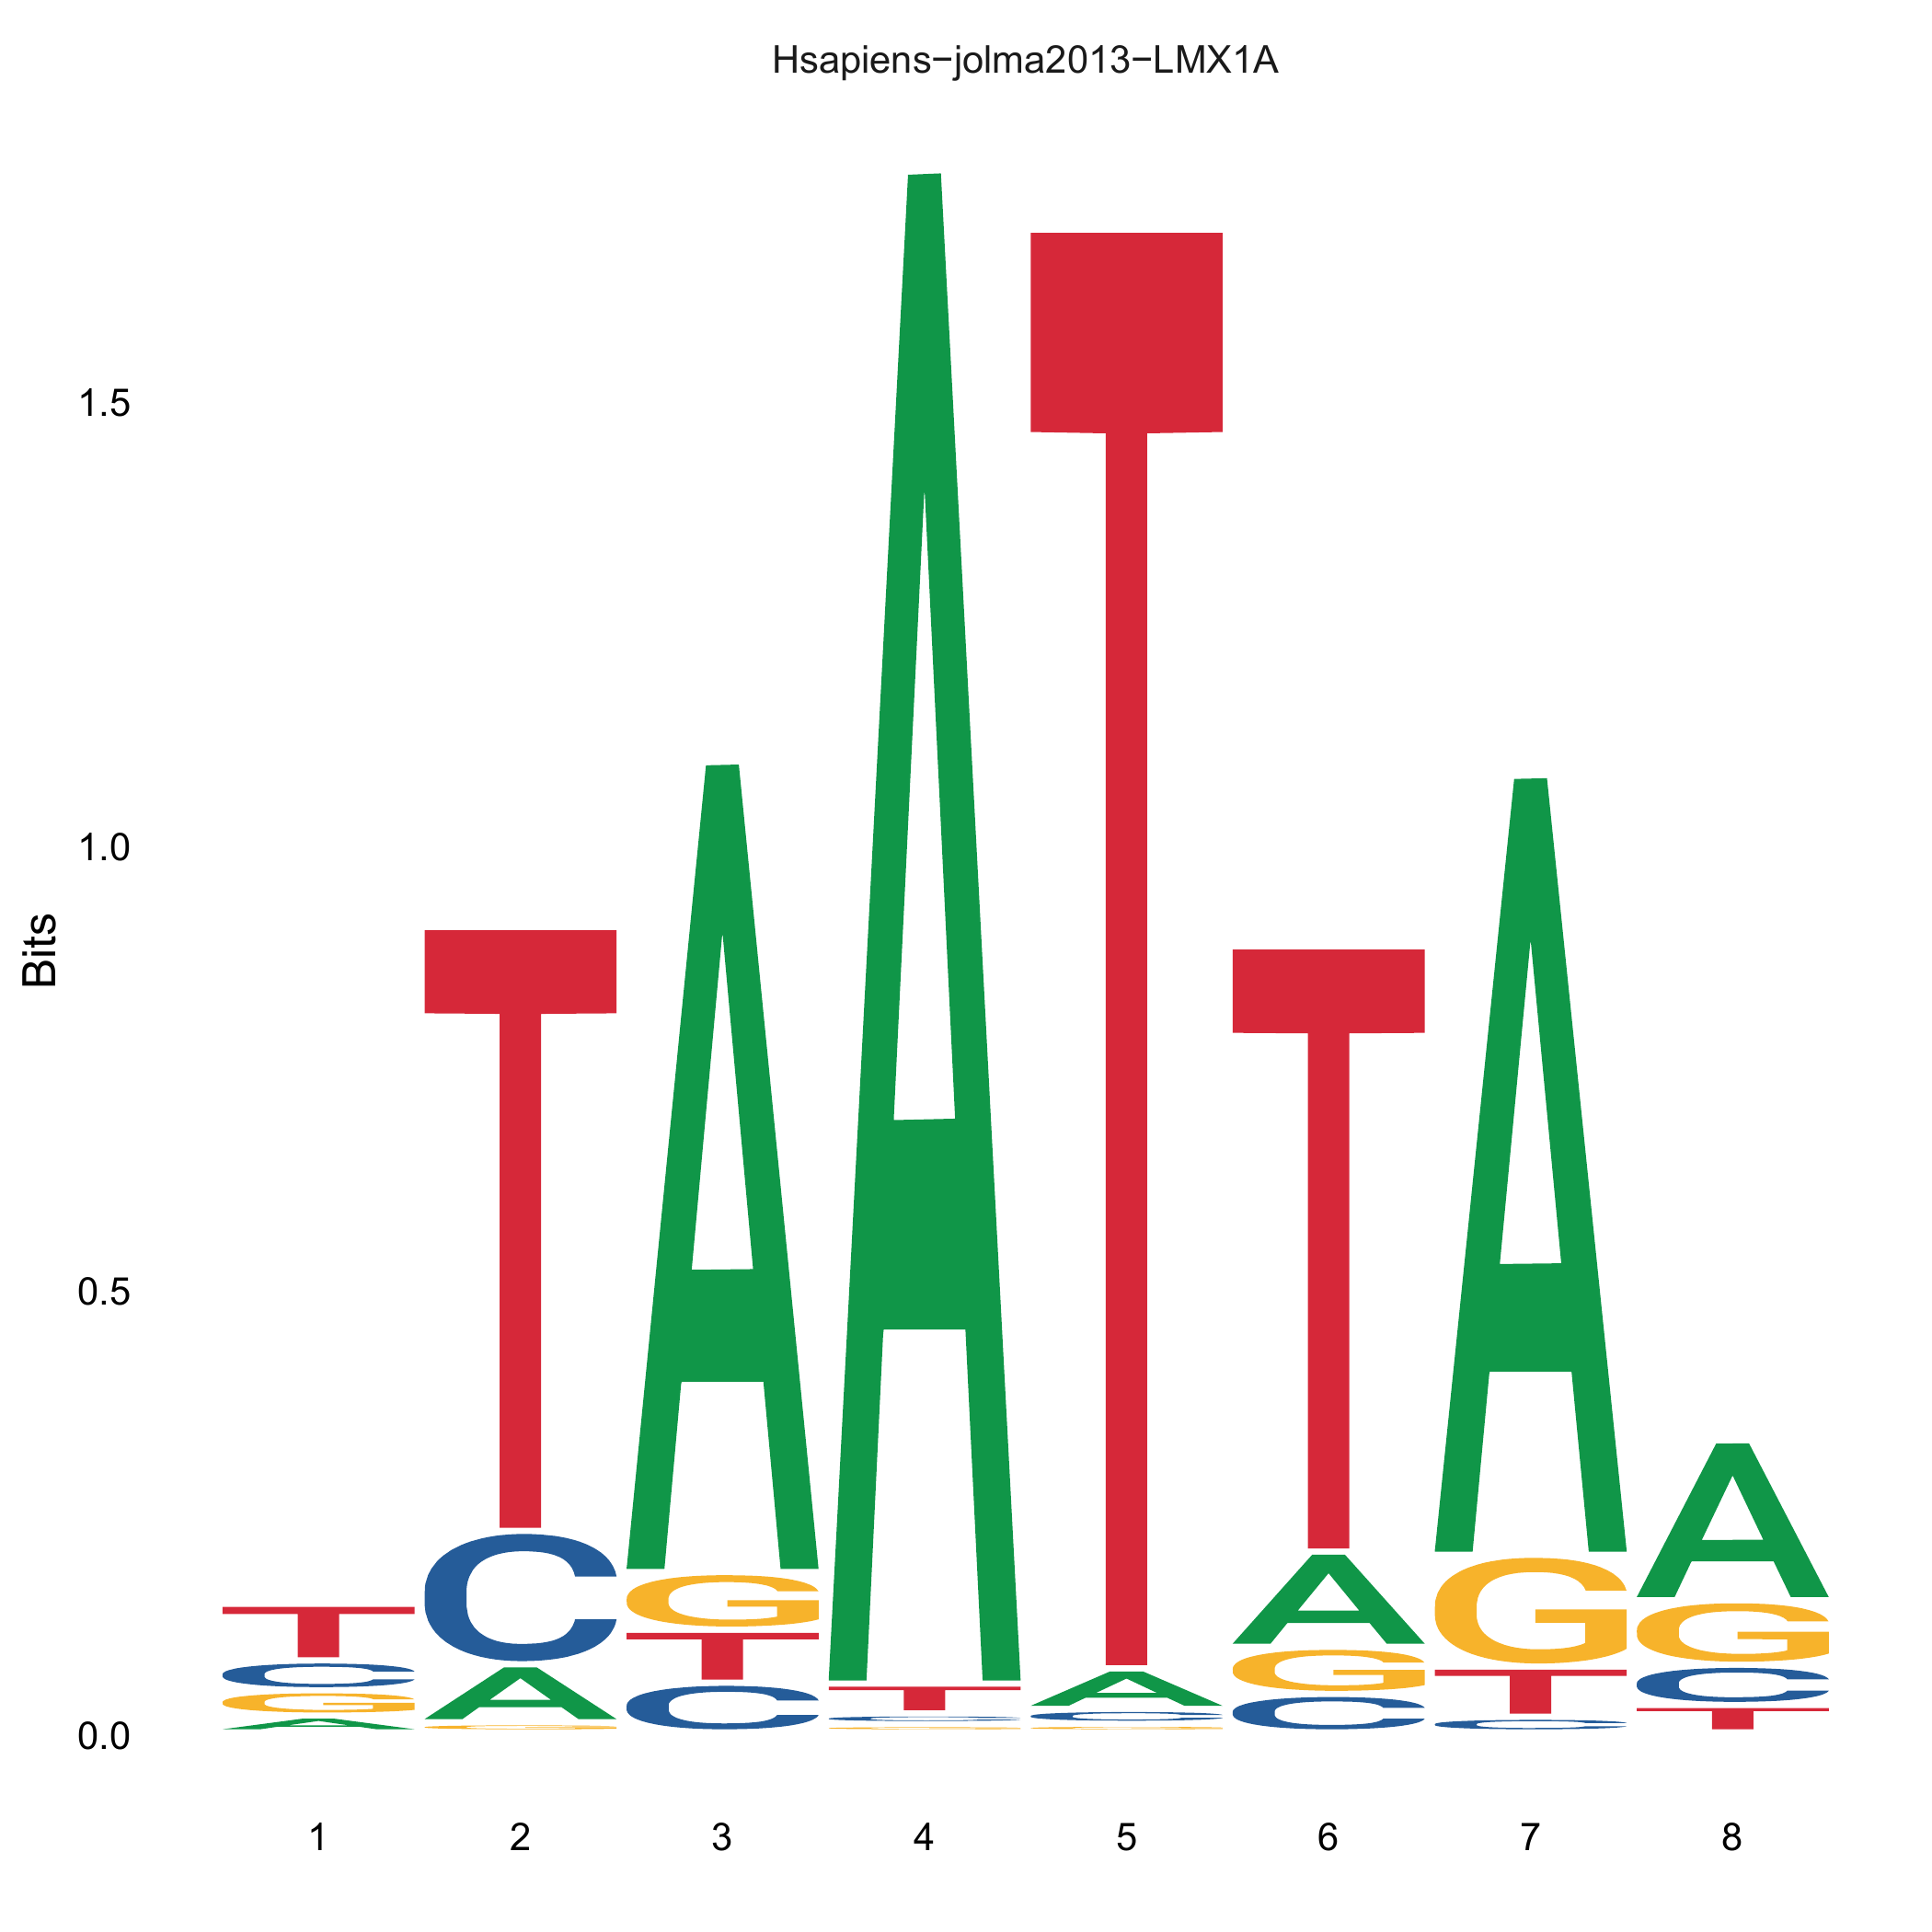 Hsapiens−jolma2013−LMX1A
1.5
1.0
0.5
0.0
Bits
T T A A T T A A
C C G T A A G G
G A T C C G T C
A G C G G C C T
1 2 3 4 5 6 7 8